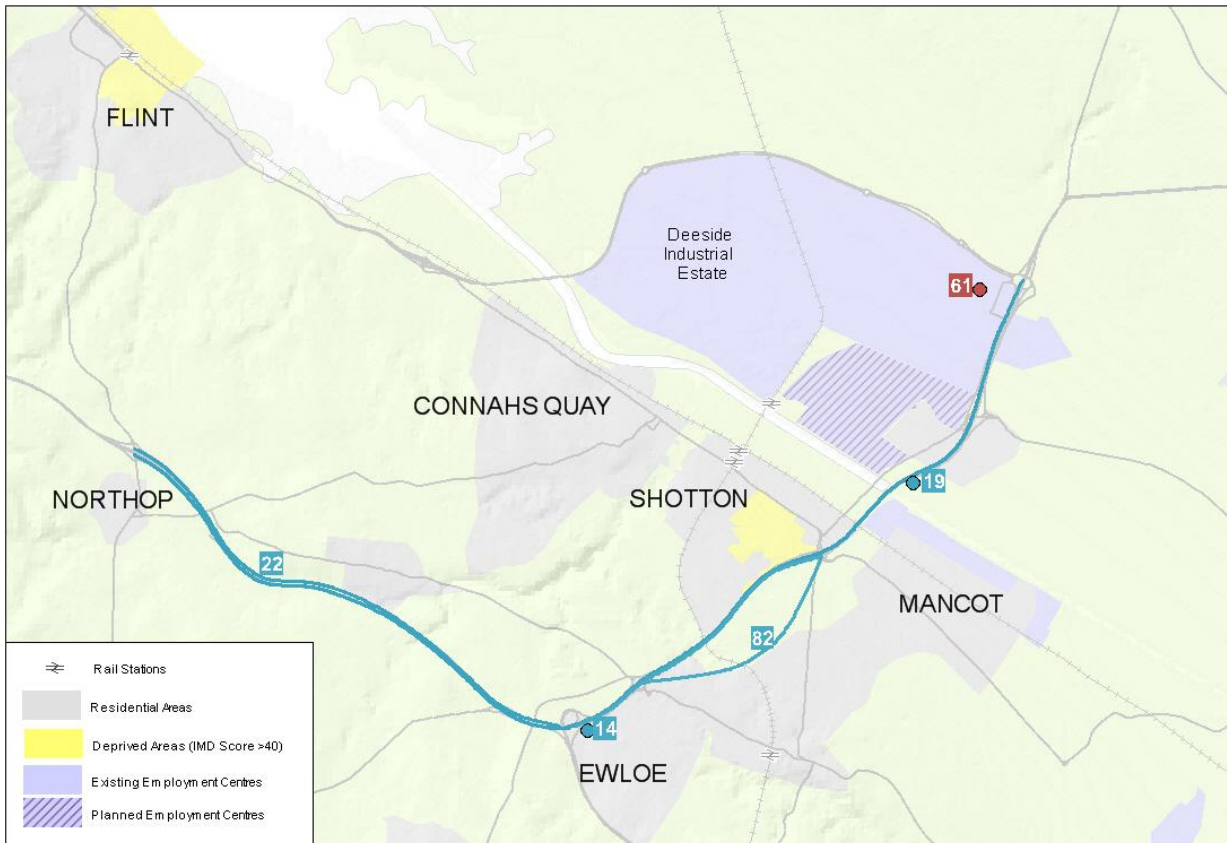 FLINT
Deeside
Industrial
Estate
61
CONNAHS QUAY
NORTHOP
SHOTTON
19
22
MANCOT
82
14
EWLOE
Rail Stations
Residential Areas
Deprived Areas (IMD Score >40)
Existing Employment Centres
Planned Employment Centres